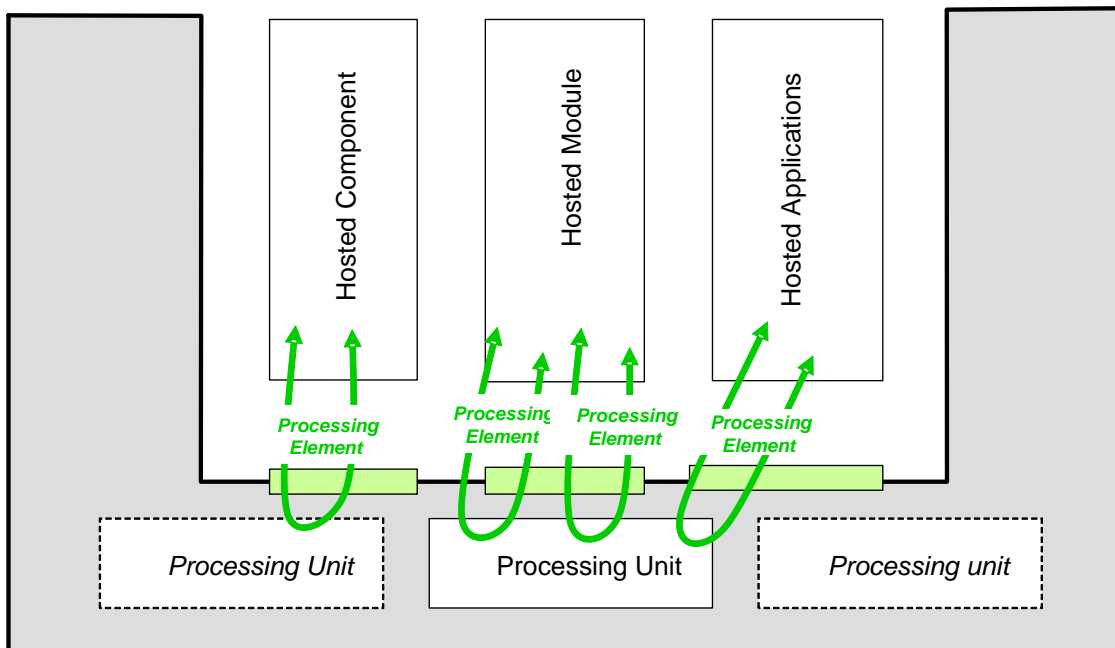 Hosted Component
Hosted Module
Hosted Applications
Processing
Element
Processing
Element
Processing
Element
Processing
Element
Processing Unit
Processing Unit
Processing unit